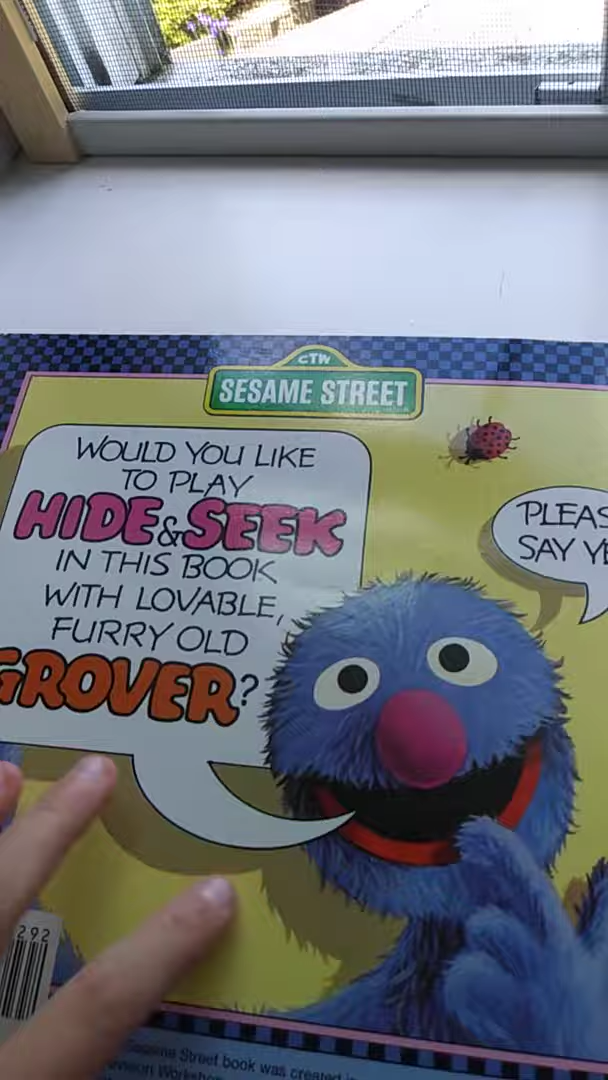 CTW
SESAME STREET
WOULD YOU LIKE
TO PLAY
HIDE & SEEK
IN THIS BOOK
WITH LOVABLE,
FURRY OLD
GROVER?
PLEAS
SAY YE
292
Sesame Street book was created